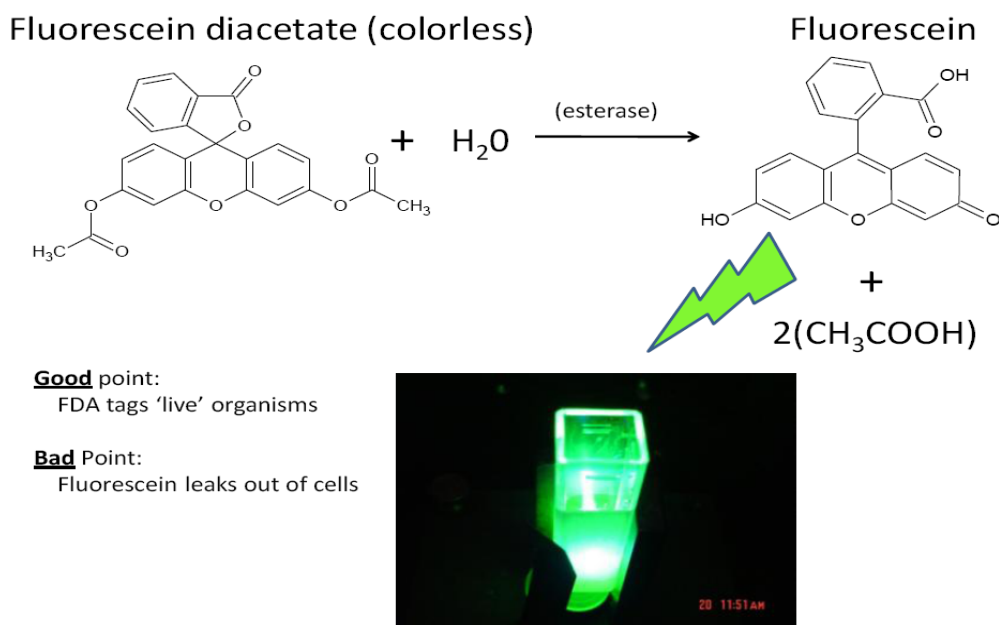 Fluorescein diacetate (colorless)
Fluorescein
O
O
O
O
O
CH₃
O
H₃C
O
+
H₂0
(esterase)
OH
O
HO
O
O
+
2(CH₃COOH)
Good point:
FDA tags ‘live’ organisms
Bad Point:
Fluorescein leaks out of cells
20 11:51AM